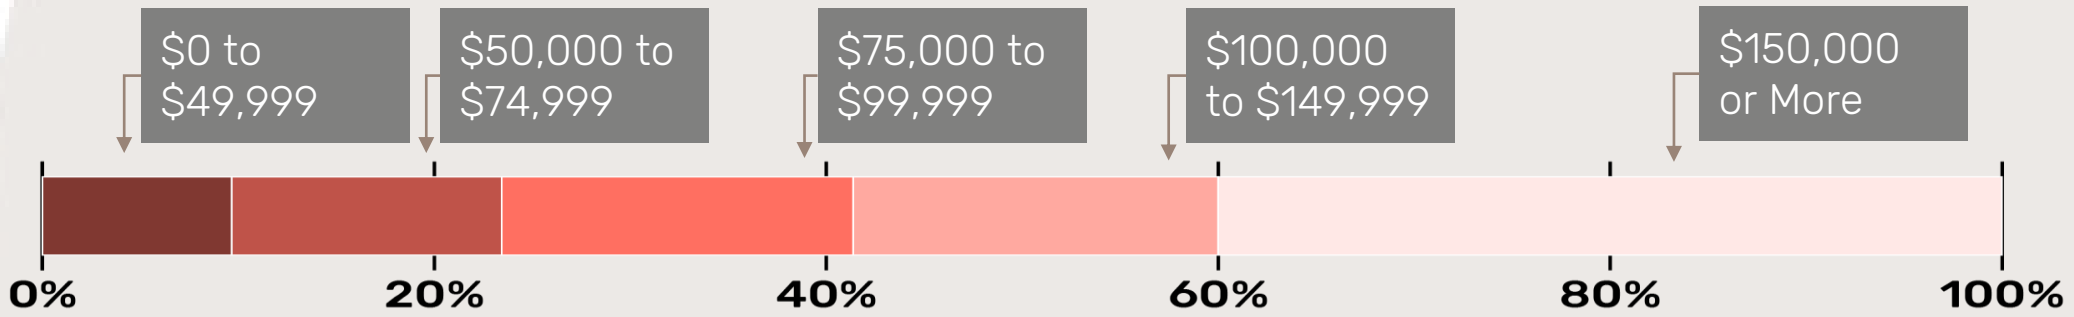 $0 to
$49,999
$50,000 to
$74,999
$75,000 to
$99,999
$100,000
to $149,999
$150,000
or More
0%
20%
40%
60%
80%
100%